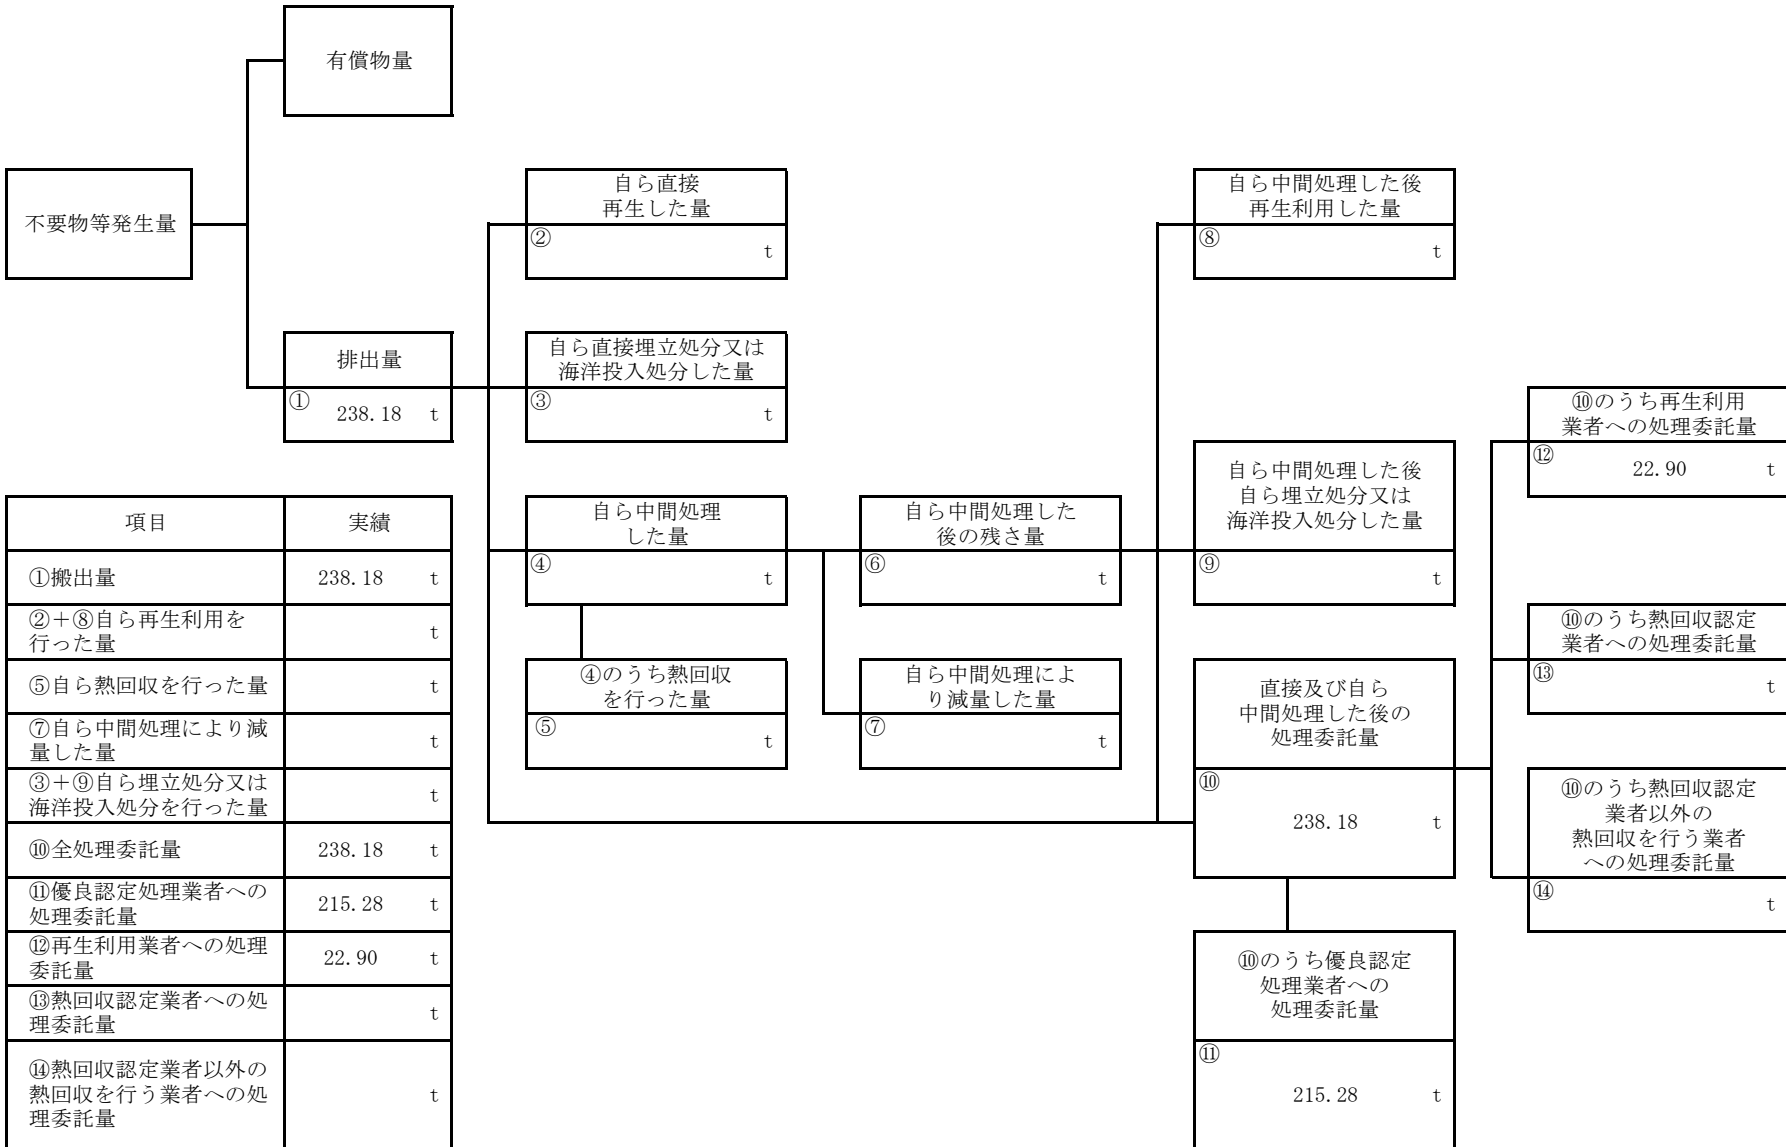 有償物量
不要物等発生量
自ら直接
再生した量
②
t
自ら中間処理した後
再生利用した量
⑧
t
排出量
① 238.18 t
自ら直接埋立処分又は
海洋投入処分した量
③
t
⑩のうち再生利用
業者への処理委託量
⑫
22.90 t
自ら中間処理
した量
④
t
自ら中間処理した
後の残さ量
⑥
t
自ら中間処理した後
自ら埋立処分又は
海洋投入処分した量
⑨
t
⑩のうち熱回収認定
業者への処理委託量
⑬
t
④のうち熱回収
を行った量
⑤
t
自ら中間処理によ
り減量した量
⑦
t
直接及び自ら
中間処理した後の
処理委託量
⑩
238.18 t
⑩のうち熱回収認定
業者以外の
熱回収を行う業者
への処理委託量
⑭
t
⑩のうち優良認定
処理業者への
処理委託量
⑪
215.28 t
項目 実績
①搬出量 238.18 t
②＋⑧自ら再生利用を
行った量 t
⑤自ら熱回収を行った量 t
⑦自ら中間処理により減
量した量 t
③＋⑨自ら埋立処分又は
海洋投入処分を行った量 t
⑩全処理委託量 238.18 t
⑪優良認定処理業者への
処理委託量 215.28 t
⑫再生利用業者への処理
委託量 22.90 t
⑬熱回収認定業者への処
理委託量 t
⑭熱回収認定業者以外の
熱回収を行う業者への処
理委託量 t